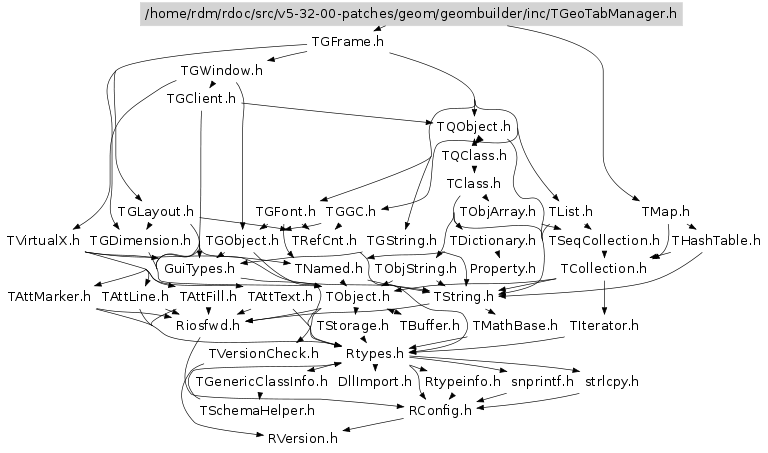 /home/rdm/rdoc/src/v5-32-00-patches/geom/geombuilder/inc/TGeoTabManager.h
TGFrame.h
TGWindow.h
TGClient.h
TQObject.h
TQClass.h
TClass.h
TGLayout.h TGFont.h TGGC.h TObjArray.h TList.h TMap.h
TVirtualX.h TGDimension.h TGObject.h TRefCnt.h TGString.h TDictionary.h TSeqCollection.h THashTable.h
GuiTypes.h TNamed.h TObjString.h Property.h TCollection.h
TAttMarker.h TAttLine.h TAttFill.h TAttText.h TObject.h TString.h
Riosfwd.h TStorage.h TBuffer.h TMathBase.h TIterator.h
TVersionCheck.h Rtypes.h
TGenericClassInfo.h DllImport.h Rtypeinfo.h snprintf.h strlcpy.h
TSchemaHelper.h RConfig.h
RVersion.h